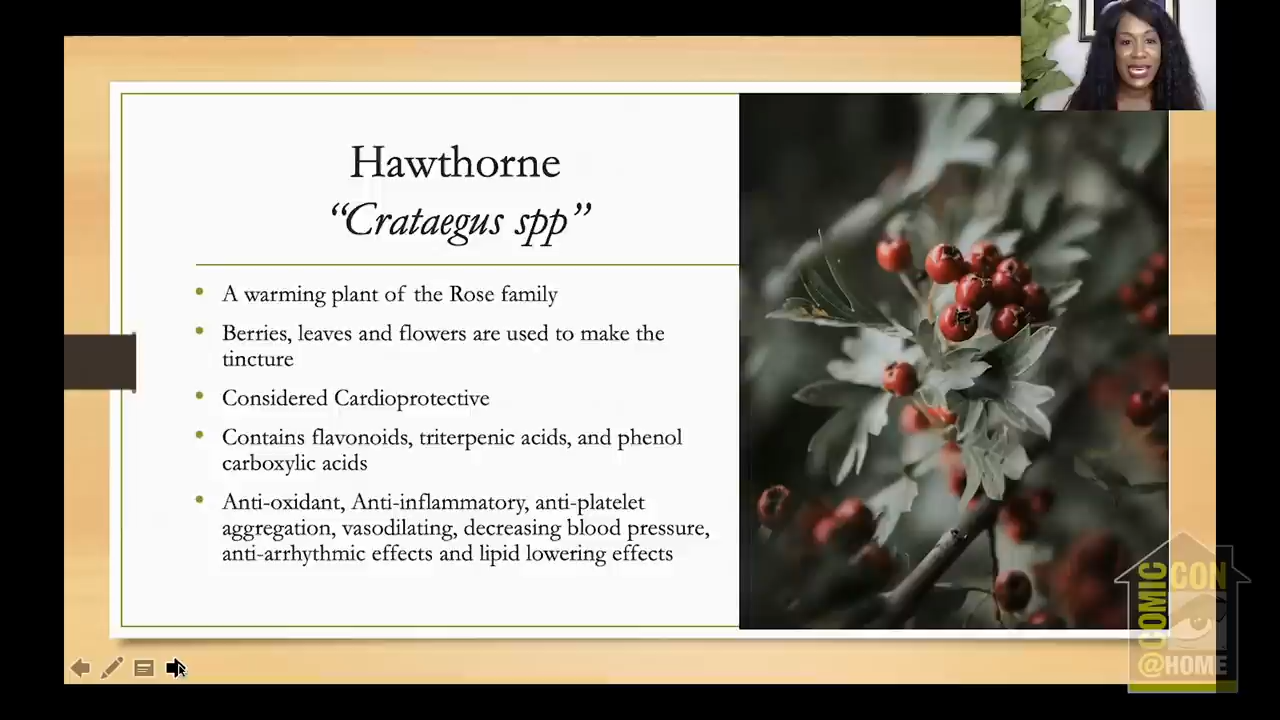 Hawthorne
“Crataegus spp”
A warming plant of the Rose family
Berries, leaves and flowers are used to make the
tincture
Considered Cardioprotective
Contains flavonoids, triterpenic acids, and phenol
carboxylic acids
Anti-oxidant, Anti-inflammatory, anti-platelet
aggregation, vasodilating, decreasing blood pressure,
anti-arrhythmic effects and lipid lowering effects
COMIC
CON
@HOME